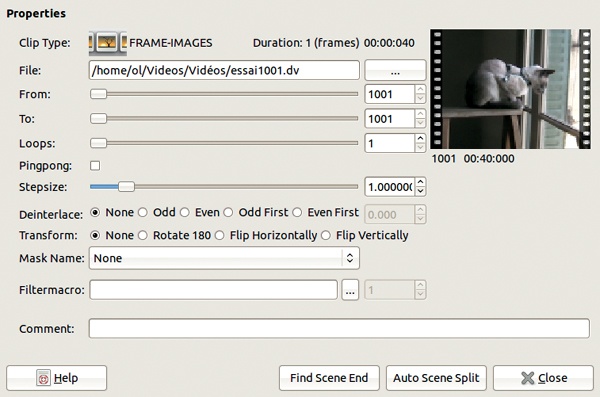 Properties
Clip Type: FRAME-IMAGES Duration: 1 (frames) 00:00:040
File: /home/ol/Videos/Vidéos/essai1001.dv ...
From: 1001
To: 1001
Loops: 1
1001 00:40:000
Pingpong:
Stepsize: 1.00000
Deinterlace: None Odd Even Odd First Even First 0.000
Transform: None Rotate 180 Flip Horizontally Flip Vertically
Mask Name: None
Filtermacro: ... 1
Comment:
Help Find Scene End Auto Scene Split Close